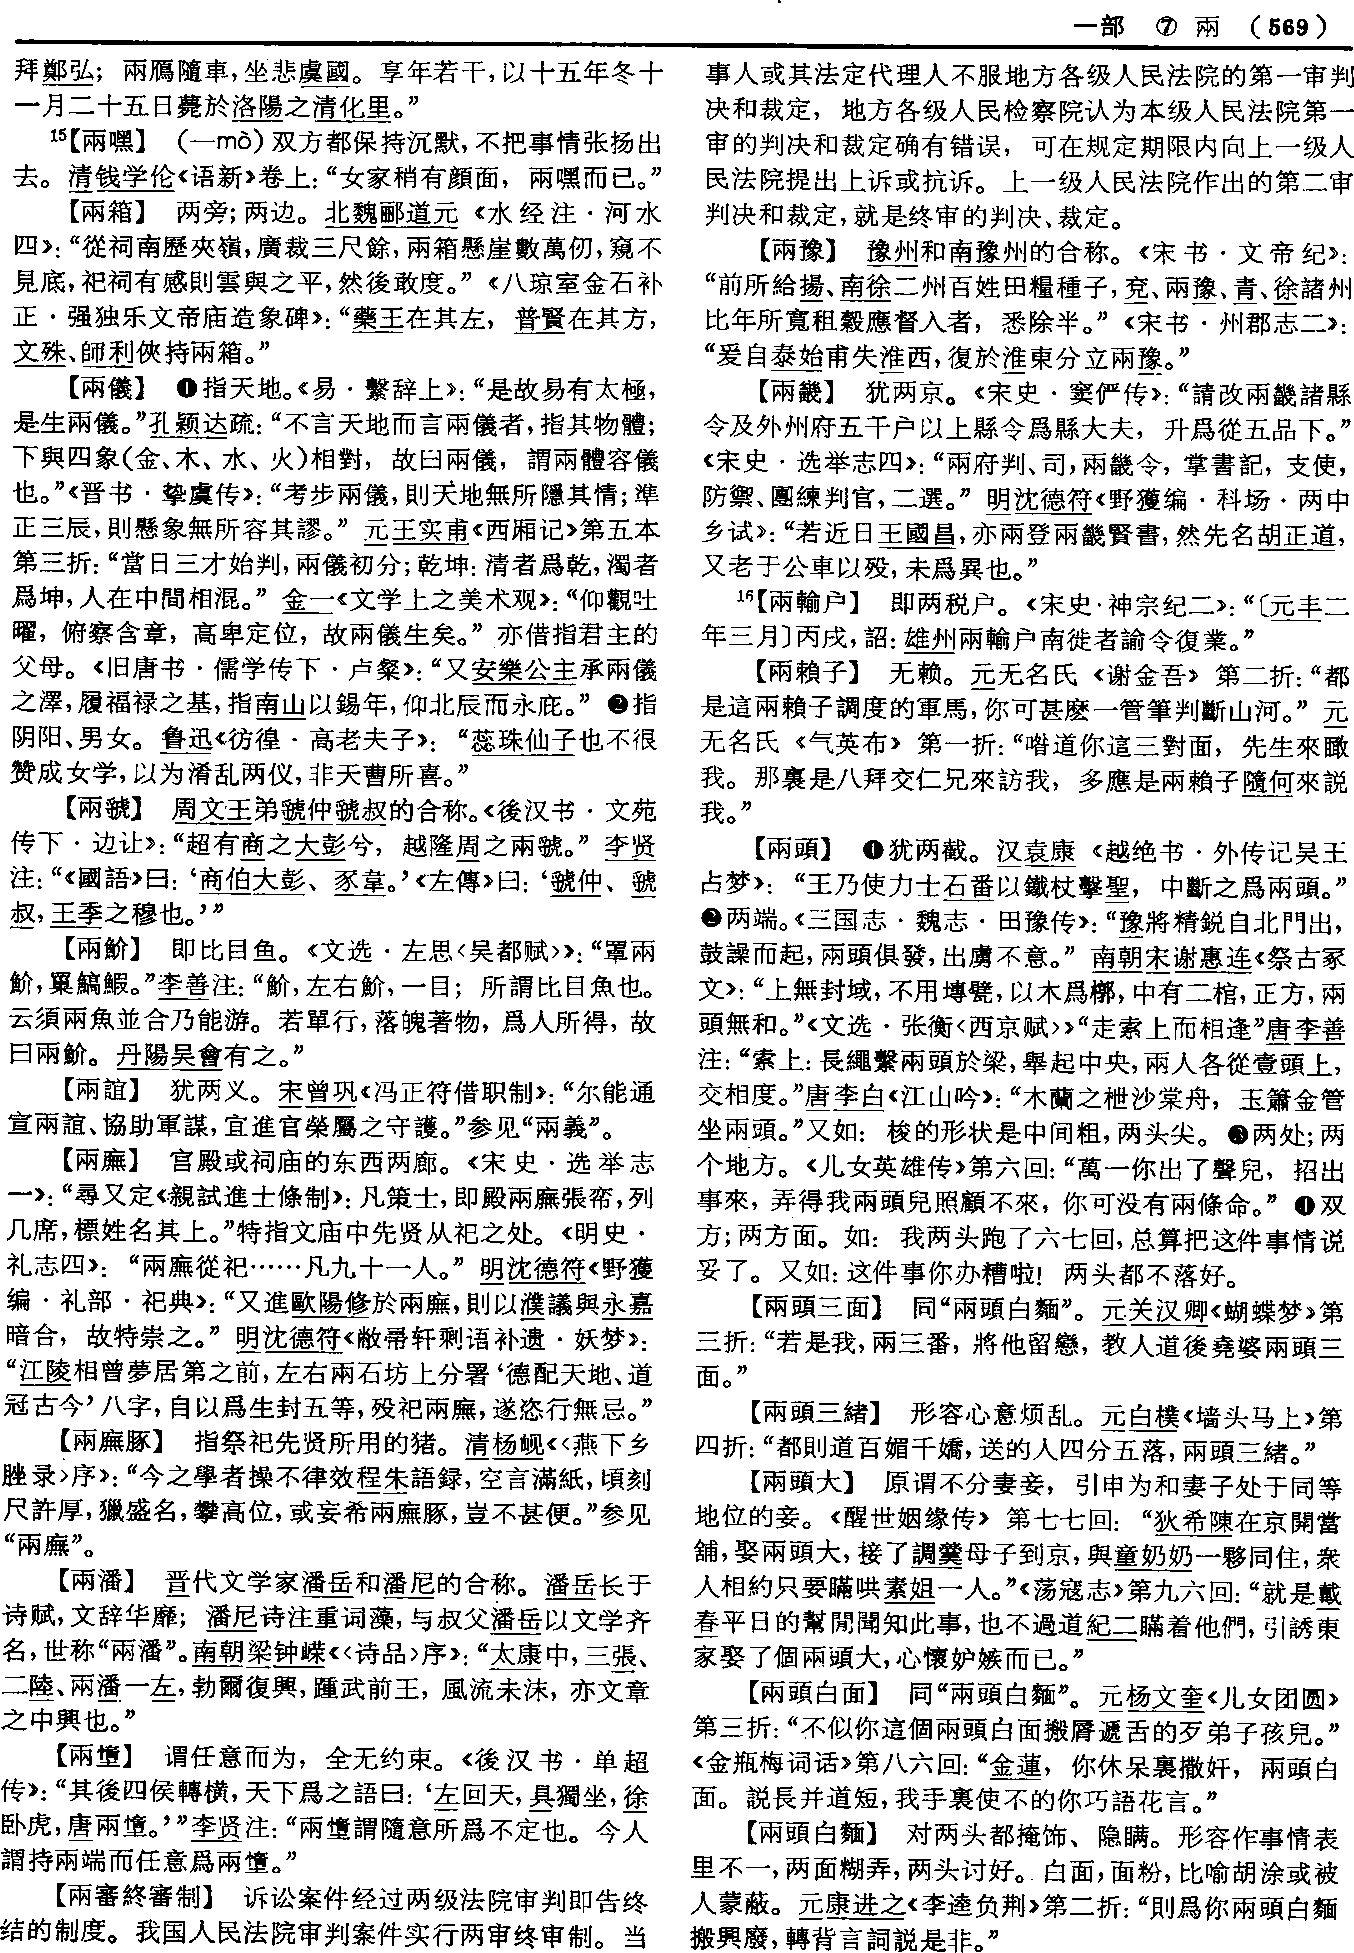 一部 ⑦ 兩 (569)
拜鄭弘；兩鴈隨車，坐悲虞國。享年若干，以十五年冬十
一月二十五日薨於洛陽之清化里。”
15【兩嘿】 (一mò)双方都保持沉默，不把事情张扬出
去。清钱学伦《语新》卷上：“女家稍有顔面，兩嘿而已。”
【兩箱】 两旁；两边。北魏郦道元《水经注·河水
四》：“從祠南歷夾嶺，廣裁三尺餘，兩箱懸崖數萬仞，窺不
見底，祀祠有感則雲與之平，然後敢度。”《八琼室金石补
正·强独乐文帝庙造象碑》：“藥王在其左，普賢在其方，
文殊、師利俠持兩箱。”
【兩儀】 ❶指天地。《易·繫辞上》：“是故易有太極，
是生兩儀。”孔颖达疏：“不言天地而言兩儀者，指其物體；
下與四象(金、木、水、火)相對，故曰兩儀，謂兩體容儀
也。”《晋书·挚虞传》：“考步兩儀，則天地無所隱其情；準
正三辰，則懸象無所容其謬。”元王实甫《西厢记》第五本
第三折：“當日三才始判，兩儀初分；乾坤：清者爲乾，濁者
爲坤，人在中間相混。”金一《文学上之美术观》：“仰觀吐
曜，俯察含章，高卑定位，故兩儀生矣。”亦借指君主的
父母。《旧唐书·儒学传下·卢粲》：“又安樂公主承兩儀
之澤，履福禄之基，指南山以錫年，仰北辰而永庇。”❷指
阴阳、男女。鲁迅《彷徨·高老夫子》：“蕊珠仙子也不很
赞成女学，以为淆乱两仪，非天曹所喜。”
【兩虢】 周文王弟虢仲虢叔的合称。《後汉书·文苑
传下·边让》：“超有商之大彭兮，越隆周之兩虢。”李贤
注：“《國語》曰：‘商伯大彭、豕韋。’《左傳》曰：‘虢仲、虢
叔，王季之穆也。’”
【兩魪】 即比目鱼。《文选·左思〈吴都赋〉》：“罩兩
魪，罺鰝鰕。”李善注：“魪，左右魪，一目；所謂比目魚也。
云須兩魚並合乃能游。若單行，落魄著物，爲人所得，故
曰兩魪。丹陽吴會有之。”
【兩誼】 犹两义。宋曾巩《冯正符借职制》：“尔能通
宣兩誼、協助軍謀，宜進官榮屬之守護。”参见“兩義”。
【兩廡】 宫殿或祠庙的东西两廊。《宋史·选举志
一》：“尋又定《親試進士條制》：凡策士，即殿兩廡張帟，列
几席，標姓名其上。”特指文庙中先贤从祀之处。《明史·
礼志四》：“兩廡從祀……凡九十一人。”明沈德符《野獲
编·礼部·祀典》：“又進歐陽修於兩廡，則以濮議與永嘉
暗合，故特崇之。”明沈德符《敝帚轩剩语补遗·妖梦》：
“江陵相曾夢居第之前，左右兩石坊上分署‘德配天地、道
冠古今’八字，自以爲生封五等，殁祀兩廡，遂恣行無忌。”
【兩廡豚】 指祭祀先贤所用的猪。清杨岘《〈燕下乡
脞录〉序》：“今之學者操不律效程朱語録，空言滿紙，頃刻
尺許厚，獵盛名，攀高位，或妄希兩廡豚，豈不甚便。”参见
“兩廡”。
【兩潘】 晋代文学家潘岳和潘尼的合称。潘岳长于
诗赋，文辞华靡；潘尼诗注重词藻，与叔父潘岳以文学齐
名，世称“兩潘”。南朝梁钟嵘《〈诗品〉序》：“太康中，三張、
二陸、兩潘一左，勃爾復興，踵武前王，風流未沫，亦文章
之中興也。”
【兩憧】 谓任意而为，全无约束。《後汉书·单超
传》：“其後四侯轉橫，天下爲之語曰：‘左回天，具獨坐，徐
卧虎，唐兩憧。’”李贤注：“兩憧謂隨意所爲不定也。今人
謂持兩端而任意爲兩憧。”
【兩審終審制】 诉讼案件经过两级法院审判即告终
结的制度。我国人民法院审判案件实行两审终审制。当
事人或其法定代理人不服地方各级人民法院的第一审判
决和裁定，地方各级人民检察院认为本级人民法院第一
审的判决和裁定确有错误，可在规定期限内向上一级人
民法院提出上诉或抗诉。上一级人民法院作出的第二审
判决和裁定，就是终审的判决、裁定。
【兩豫】 豫州和南豫州的合称。《宋书·文帝纪》：
“前所給揚、南徐二州百姓田糧種子，兗、兩豫、青、徐諸州
比年所寬租穀應督入者，悉除半。”《宋书·州郡志二》：
“爰自泰始甫失淮西，復於淮東分立兩豫。”
【兩畿】 犹两京。《宋史·窦俨传》：“請改兩畿諸縣
令及外州府五千户以上縣令爲縣大夫，升爲從五品下。”
《宋史·选举志四》：“兩府判、司，兩畿令，掌書記，支使，
防禦、團練判官，二選。”明沈德符《野獲编·科场·两中
乡试》：“若近日王國昌，亦兩登兩畿賢書，然先名胡正道，
又老于公車以殁，未爲異也。”
16【兩輸户】 即两税户。《宋史·神宗纪二》：“〔元丰二
年三月〕丙戌，詔：雄州兩輸户南徙者諭令復業。”
【兩賴子】 无赖。元无名氏《谢金吾》第二折：“都
是這兩賴子調度的軍馬，你可甚麽一管筆判斷山河。”元
无名氏《气英布》第一折：“喒道你這三對面，先生來瞰
我。那裏是八拜交仁兄來訪我，多應是兩賴子隨何來説
我。”
【兩頭】 ❶犹两截。汉袁康《越绝书·外传记吴王
占梦》：“王乃使力士石番以鐵杖擊聖，中斷之爲兩頭。”
❷两端。《三国志·魏志·田豫传》：“豫將精鋭自北門出，
鼓譟而起，兩頭俱發，出虜不意。”南朝宋谢惠连《祭古冢
文》：“上無封域，不用塼甓，以木爲槨，中有二棺，正方，兩
頭無和。”《文选·张衡〈西京赋〉》“走索上而相逢”唐李善
注：“索上：長繩繫兩頭於梁，舉起中央，兩人各從壹頭上，
交相度。”唐李白《江山吟》：“木蘭之枻沙棠舟，玉簫金管
坐兩頭。”又如：梭的形状是中间粗，两头尖。❸两处；两
个地方。《儿女英雄传》第六回：“萬一你出了聲兒，招出
事來，弄得我兩頭兒照顧不來，你可没有兩條命。”❹双
方；两方面。如：我两头跑了六七回，总算把这件事情说
妥了。又如：这件事你办糟啦！两头都不落好。
【兩頭三面】 同“兩頭白麵”。元关汉卿《蝴蝶梦》第
三折：“若是我，兩三番，將他留戀，教人道後堯婆兩頭三
面。”
【兩頭三緒】 形容心意烦乱。元白樸《墙头马上》第
四折：“都則道百媚千嬌，送的人四分五落，兩頭三緒。”
【兩頭大】 原谓不分妻妾，引申为和妻子处于同等
地位的妾。《醒世姻缘传》第七七回：“狄希陳在京開當
舖，娶兩頭大，接了調羹母子到京，與童奶奶一夥同住，衆
人相約只要瞞哄素姐一人。”《荡寇志》第九六回：“就是戴
春平日的幫閒聞知此事，也不過道紀二瞞着他們，引誘東
家娶了個兩頭大，心懷妒嫉而已。”
【兩頭白面】 同“兩頭白麵”。元杨文奎《儿女团圆》
第三折：“不似你這個兩頭白面搬脣遞舌的歹弟子孩兒。”
《金瓶梅词话》第八六回：“金蓮，你休呆裏撒奸，兩頭白
面。説長并道短，我手裏使不的你巧語花言。”
【兩頭白麵】 对两头都掩饰、隐瞒。形容作事情表
里不一，两面糊弄，两头讨好。白面，面粉，比喻胡涂或被
人蒙蔽。元康进之《李逵负荆》第二折：“則爲你兩頭白麵
搬興廢，轉背言詞説是非。”